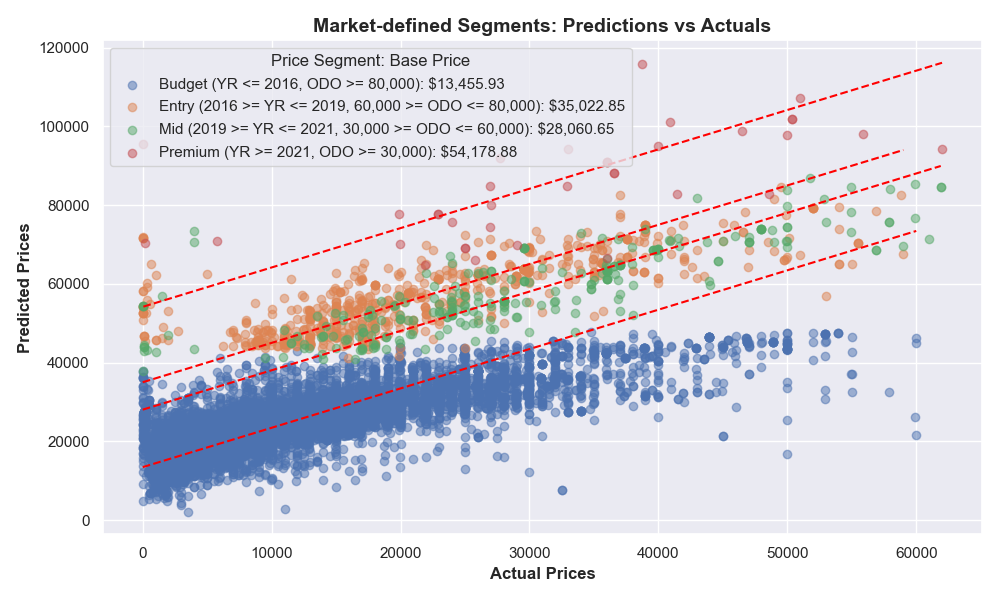 Market-defined Segments: Predictions vs Actuals
120000
100000
80000
60000
40000
20000
0
Predicted Prices
Price Segment: Base Price
Budget (YR <= 2016, ODO >= 80,000): $13,455.93
Entry (2016 >= YR <= 2019, 60,000 >= ODO <= 80,000): $35,022.85
Mid (2019 >= YR <= 2021, 30,000 >= ODO <= 60,000): $28,060.65
Premium (YR >= 2021, ODO >= 30,000): $54,178.88
0 10000 20000 30000 40000 50000 60000
Actual Prices